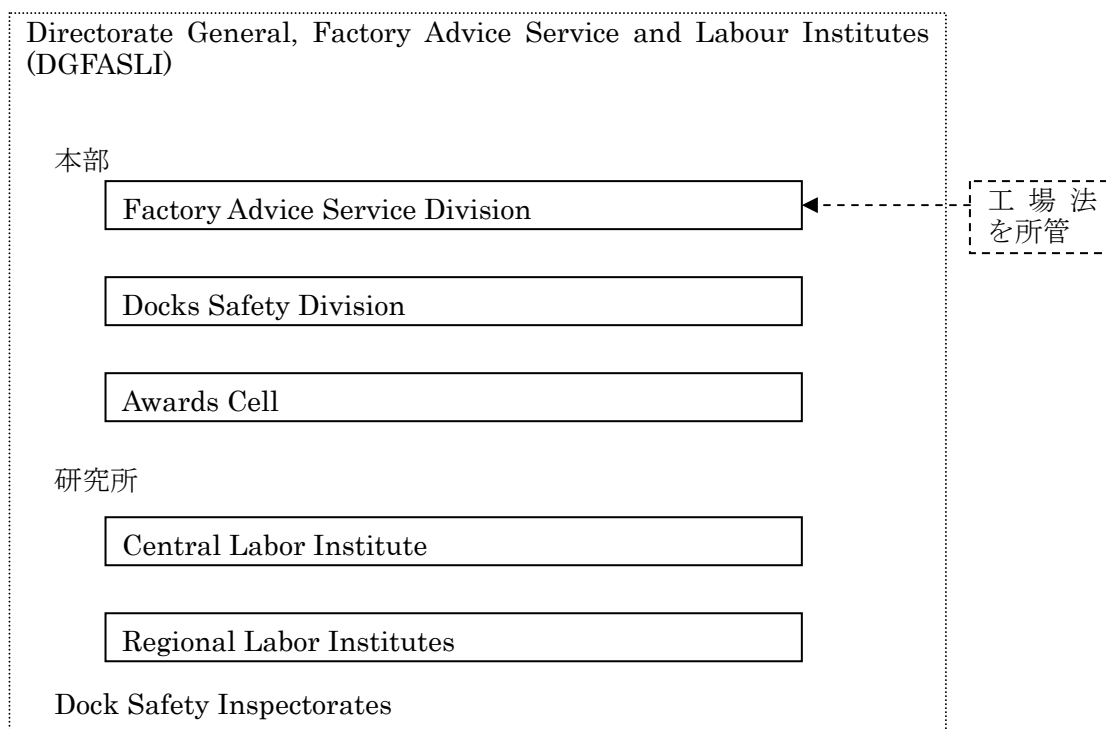 Directorate General, Factory Advice Service and Labour Institutes
(DGFASLI)
本部
Factory Advice Service Division
工場法
を所管
Docks Safety Division
Awards Cell
研究所
Central Labor Institute
Regional Labor Institutes
Dock Safety Inspectorates